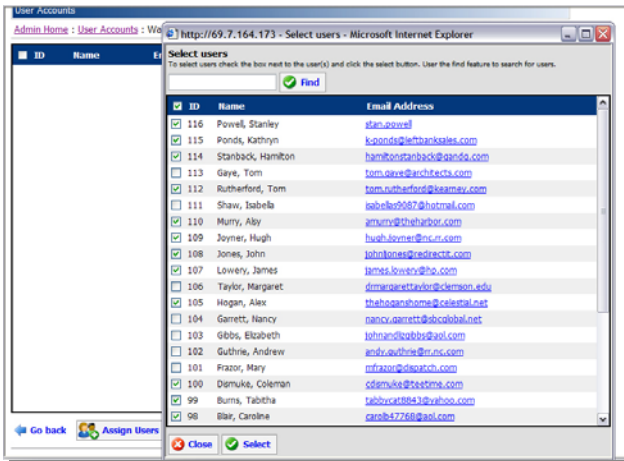 User Accounts
Admin Home : User Accounts : Wa
ID Name Er
http://69.7.164.173 - Select users - Microsoft Internet Explorer
Select users
To select users check the box next to the user(s) and click the select button. User the find feature to search for users.
Find
ID Name Email Address
116 Powell, Stanley stan.powell
115 Ponds, Kathryn k-ponds@leftbanksales.com
114 Stanback, Hamilton hamiltonstanback@gandg.com
113 Gaye, Tom tom.gaye@architects.com
112 Rutherford, Tom tom.rutherford@kearney.com
111 Shaw, Isabella isabellas9087@hotmail.com
110 Murry, Alsy amurry@theharbor.com
109 Joyner, Hugh hugh.joyner@nc.rr.com
108 Jones, John johnjones@redirectit.com
107 Lowery, James james.lowery@hp.com
106 Taylor, Margaret drmargarettaylor@clemson.edu
105 Hogan, Alex thehoganshome@celestial.net
104 Garrett, Nancy nancy.garrett@sbcglobal.net
103 Gibbs, Elizabeth johnandlizgibbs@aol.com
102 Guthrie, Andrew andy.guthrie@rr.nc.com
101 Frazor, Mary mfrazor@dispatch.com
100 Dismuke, Coleman cdismuke@teetime.com
99 Burns, Tabitha tabbycat8843@yahoo.com
98 Blair, Caroline carolb47768@aol.com
Go back Assign Users
Close Select